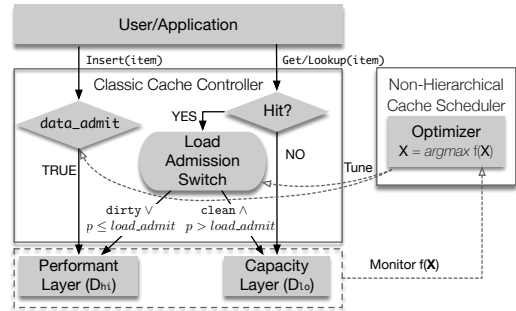 User/Application
Insert(item)
Get/Lookup(item)
Classic Cache Controller
Non-Hierarchical
Cache Scheduler
data_admit
YES
Hit?
Optimizer
X = argmax f(X)
Load
Admission
Switch
TRUE
NO
Tune
dirty ∨
p ≤ load_admit
clean ∧
p > load_admit
Performant
Layer (Dhi)
Capacity
Layer (Dlo)
Monitor f(X)